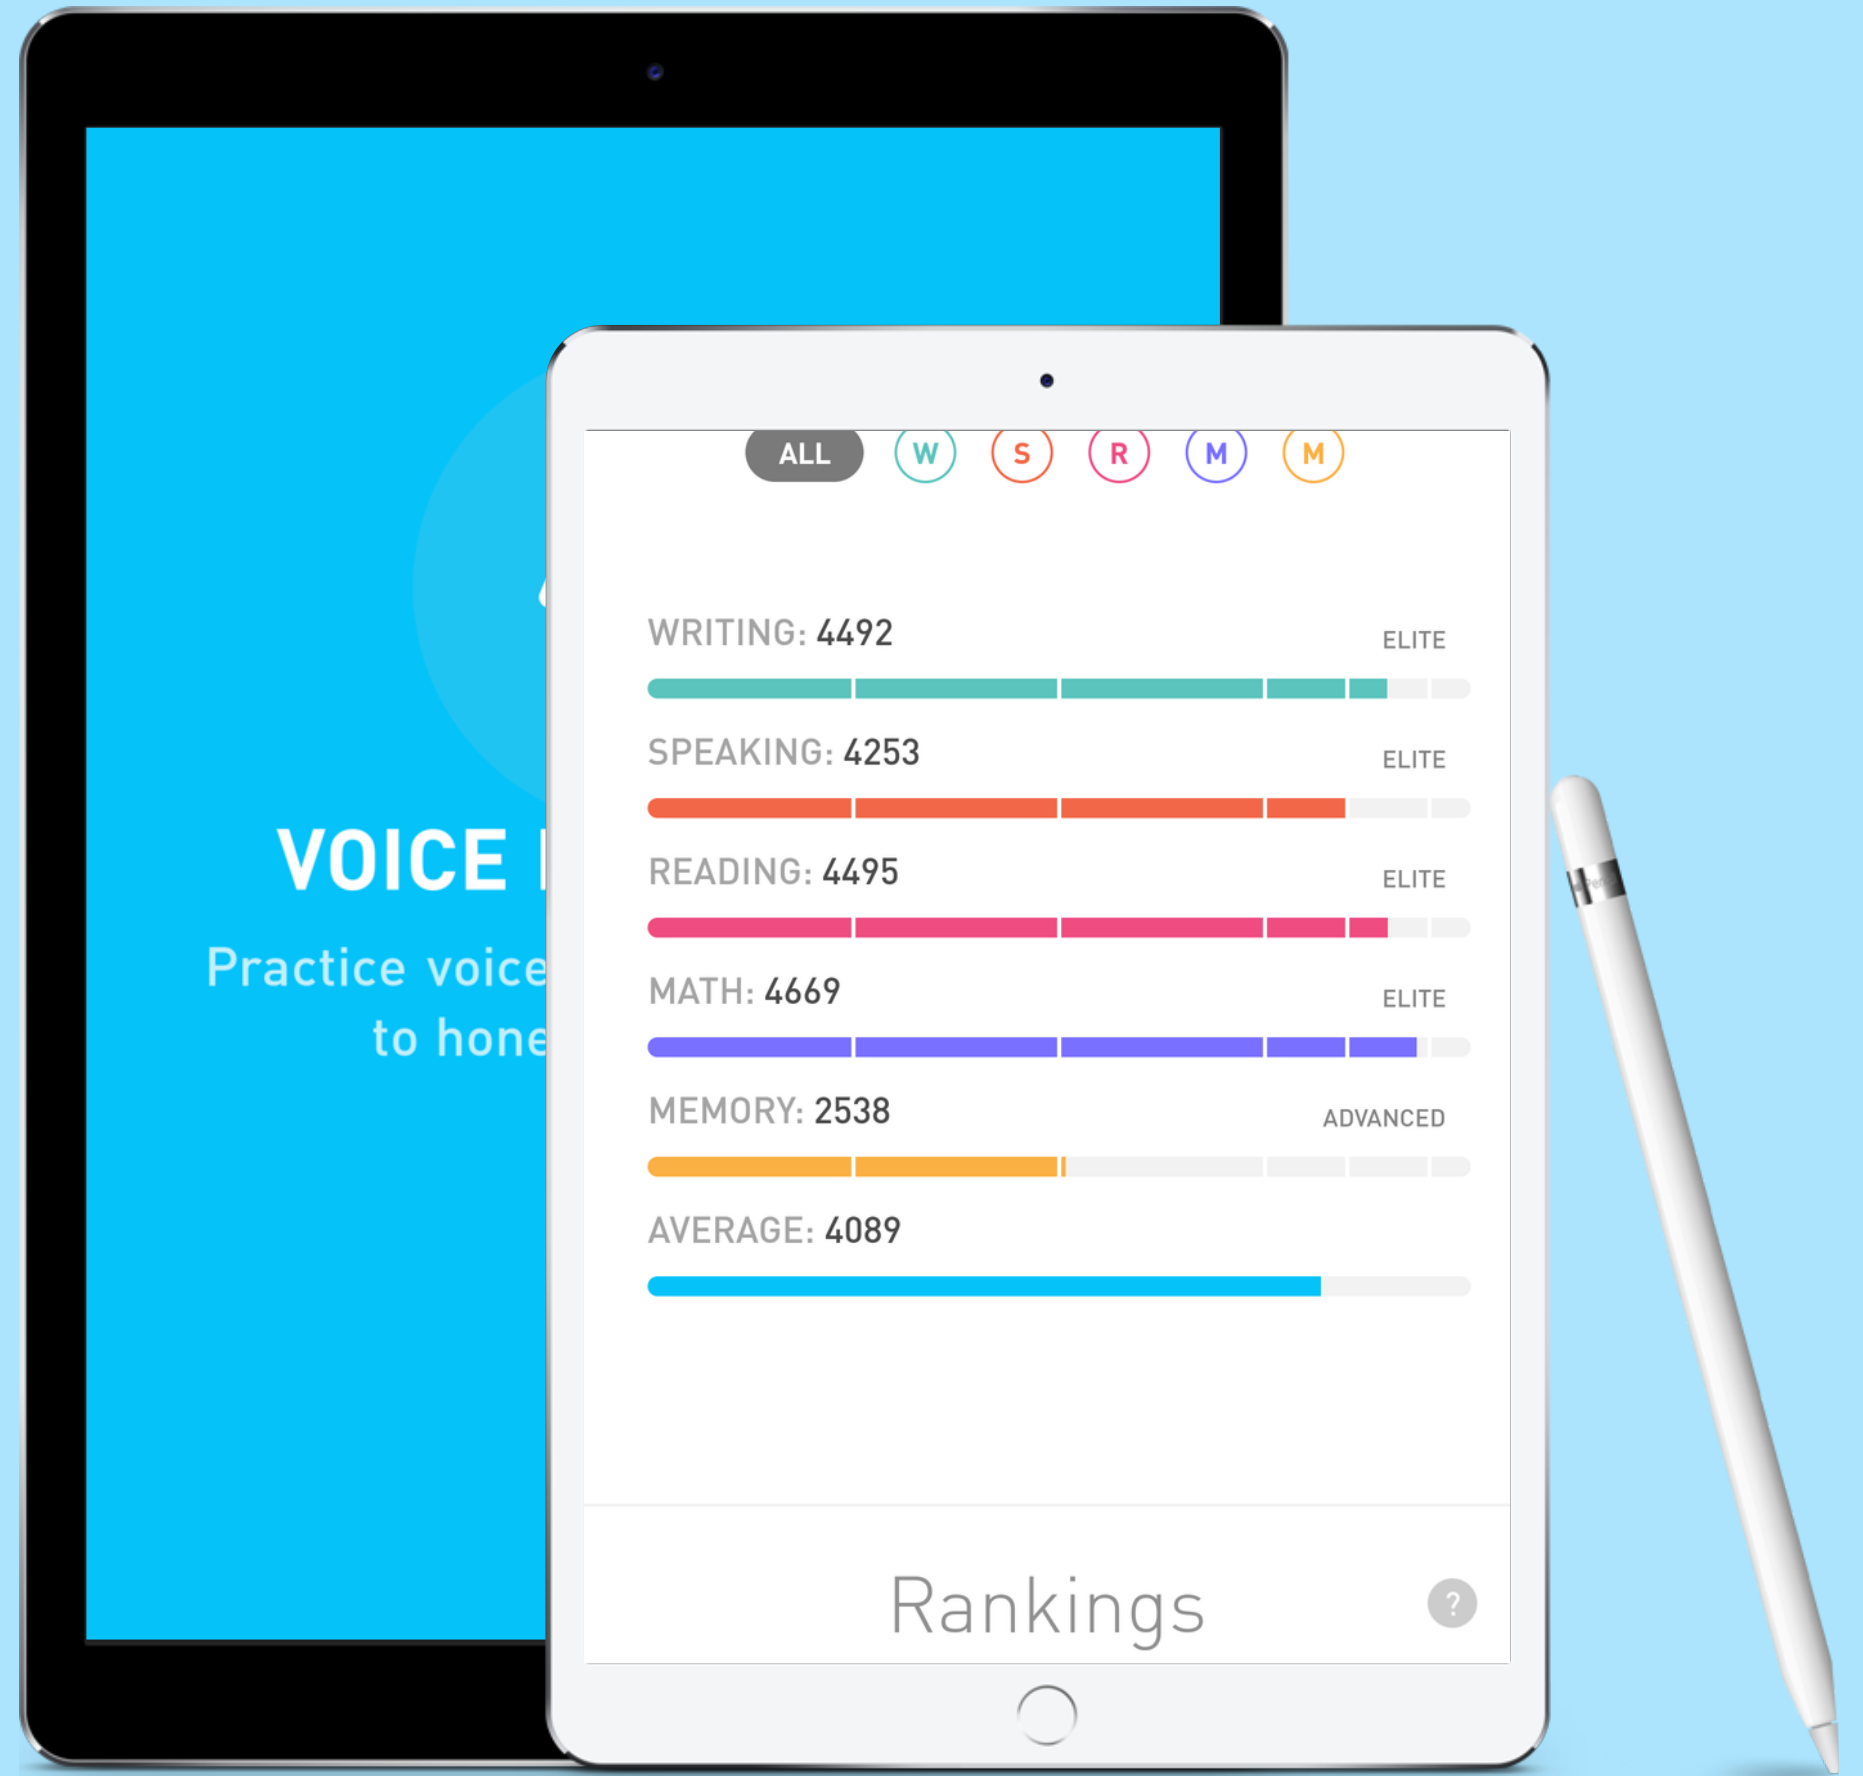 VOICE
Practice voice
to hone
ALL W S R M M
WRITING: 4492 ELITE
SPEAKING: 4253 ELITE
READING: 4495 ELITE
MATH: 4669 ELITE
MEMORY: 2538 ADVANCED
AVERAGE: 4089
Rankings ?